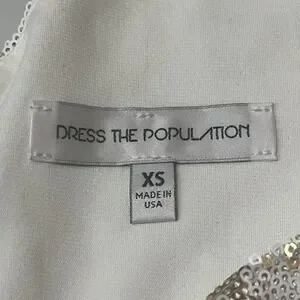 DRESS THE POPULATION
XS
MADE IN
USA